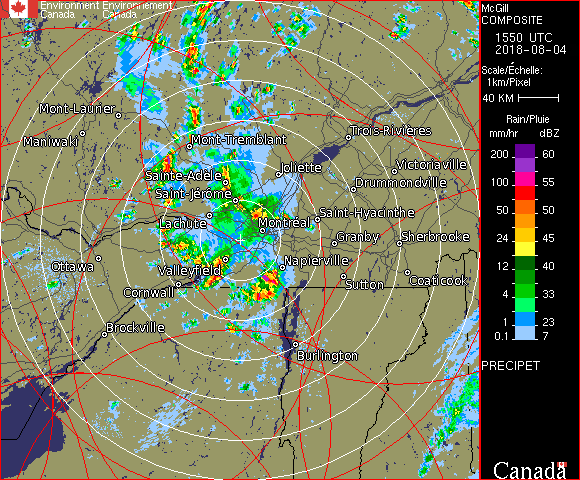 Environment Environnement
Canada Canada
McGill
COMPOSITE
1550 UTC
2018-08-04
Scale/Échelle:
1km/Pixel
40 KM
Rain/Pluie
mm/hr dBZ
200 60
150 55
100 55
50 50
24 45
12 40
4 33
1 23
0.1 7
PRECIPET
Canada
Mont-Laurier
Maniwaki
Mont-Tremblant
Trois-Rivières
Sainte-Adèle
Joliette
Victoriaville
Saint-Jérôme
Drummondville
Lachute
Montréal
Saint-Hyacinthe
Granby
Sherbrooke
Ottawa
Valleyfield
Napierville
Cornwall
Sutton
Coaticook
Brockville
Burlington